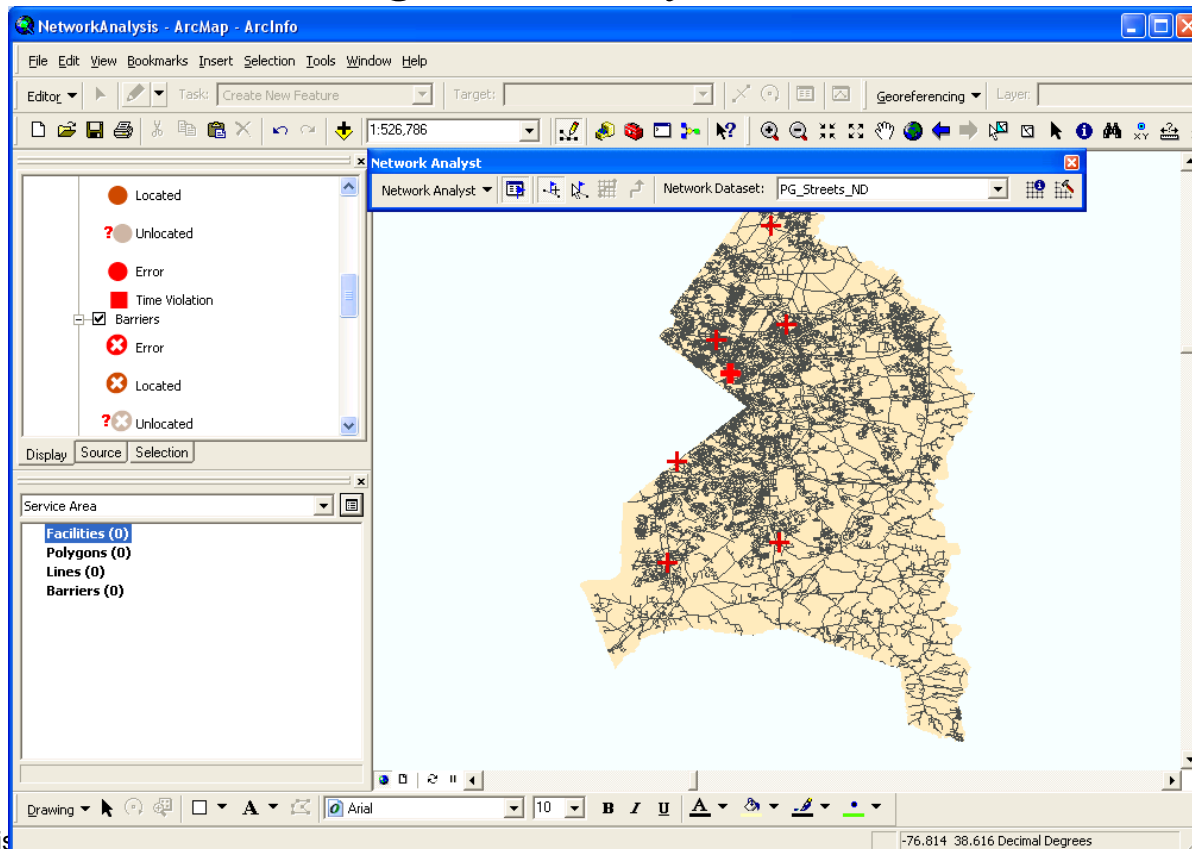 NetworkAnalysis - ArcMap - ArcInfo
File Edit View Bookmarks Insert Selection Tools Window Help
Editor Task: Create New Feature Target: Georeferencing Layer:
1:526,786
Network Analyst
Network Analyst Network Dataset: PG_Streets_ND
Located
? Unlocated
Error
Time Violation
Barriers
Error
Located
? Unlocated
Display Source Selection
Service Area
Facilities (0)
Polygons (0)
Lines (0)
Barriers (0)
Drawing A Arial 10 B I U A
-76.814 38.616 Decimal Degrees